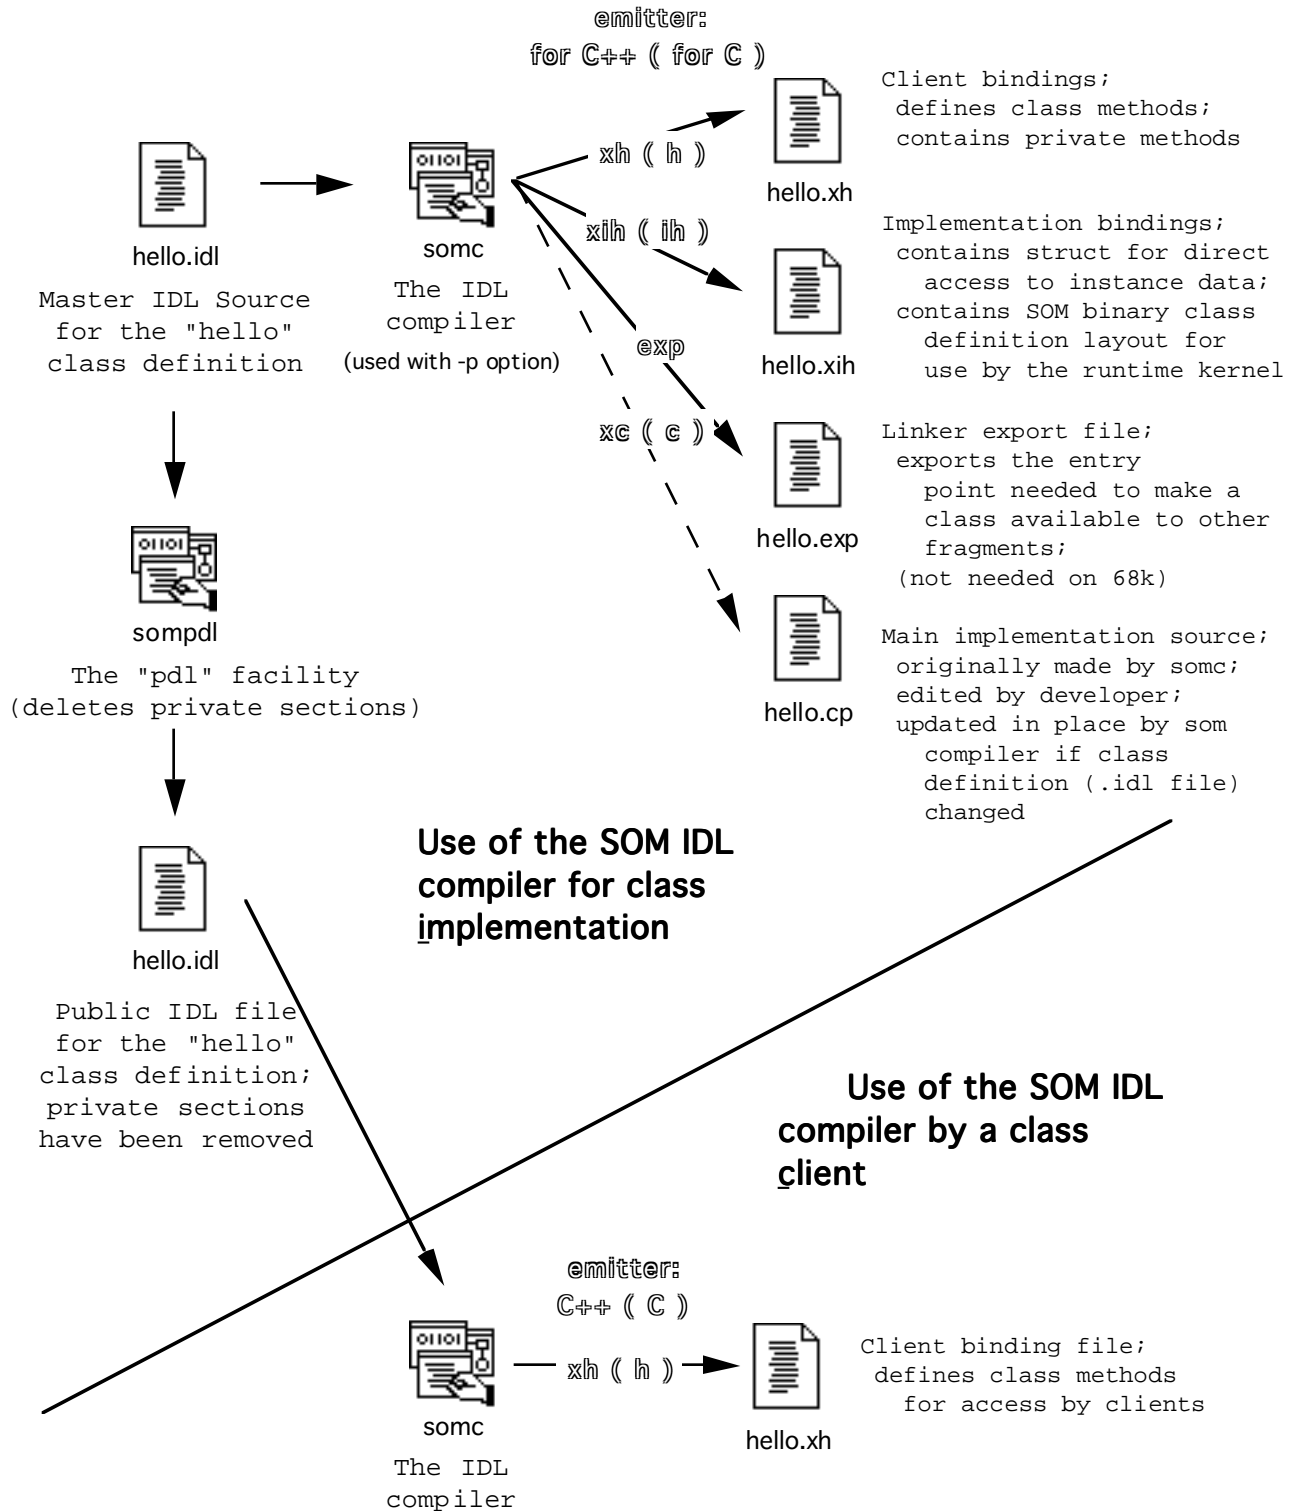 emitter:
for C++ ( for C )
Client bindings;
defines class methods;
contains private methods
01101
xh ( h )
hello.xh
hello.idl
somc
xih ( ih )
Implementation bindings;
contains struct for direct
access to instance data;
contains SOM binary class
definition layout for
use by the runtime kernel
Master IDL Source
for the "hello"
class definition
The IDL
compiler
(used with -p option)
exp
hello.xih
xc ( c )
Linker export file;
exports the entry
point needed to make a
class available to other
fragments;
(not needed on 68k)
hello.exp
01101
sompdl
The "pdl" facility
(deletes private sections)
Main implementation source;
originally made by somc;
edited by developer;
updated in place by som
compiler if class
definition (.idl file)
changed
hello.cp
Use of the SOM IDL
compiler for class
implementation
hello.idl
Public IDL file
for the "hello"
class definition;
private sections
have been removed
Use of the SOM IDL
compiler by a class
client
emitter:
C++ ( C )
01101
xh ( h )
Client binding file;
defines class methods
for access by clients
somc
hello.xh
The IDL
compiler